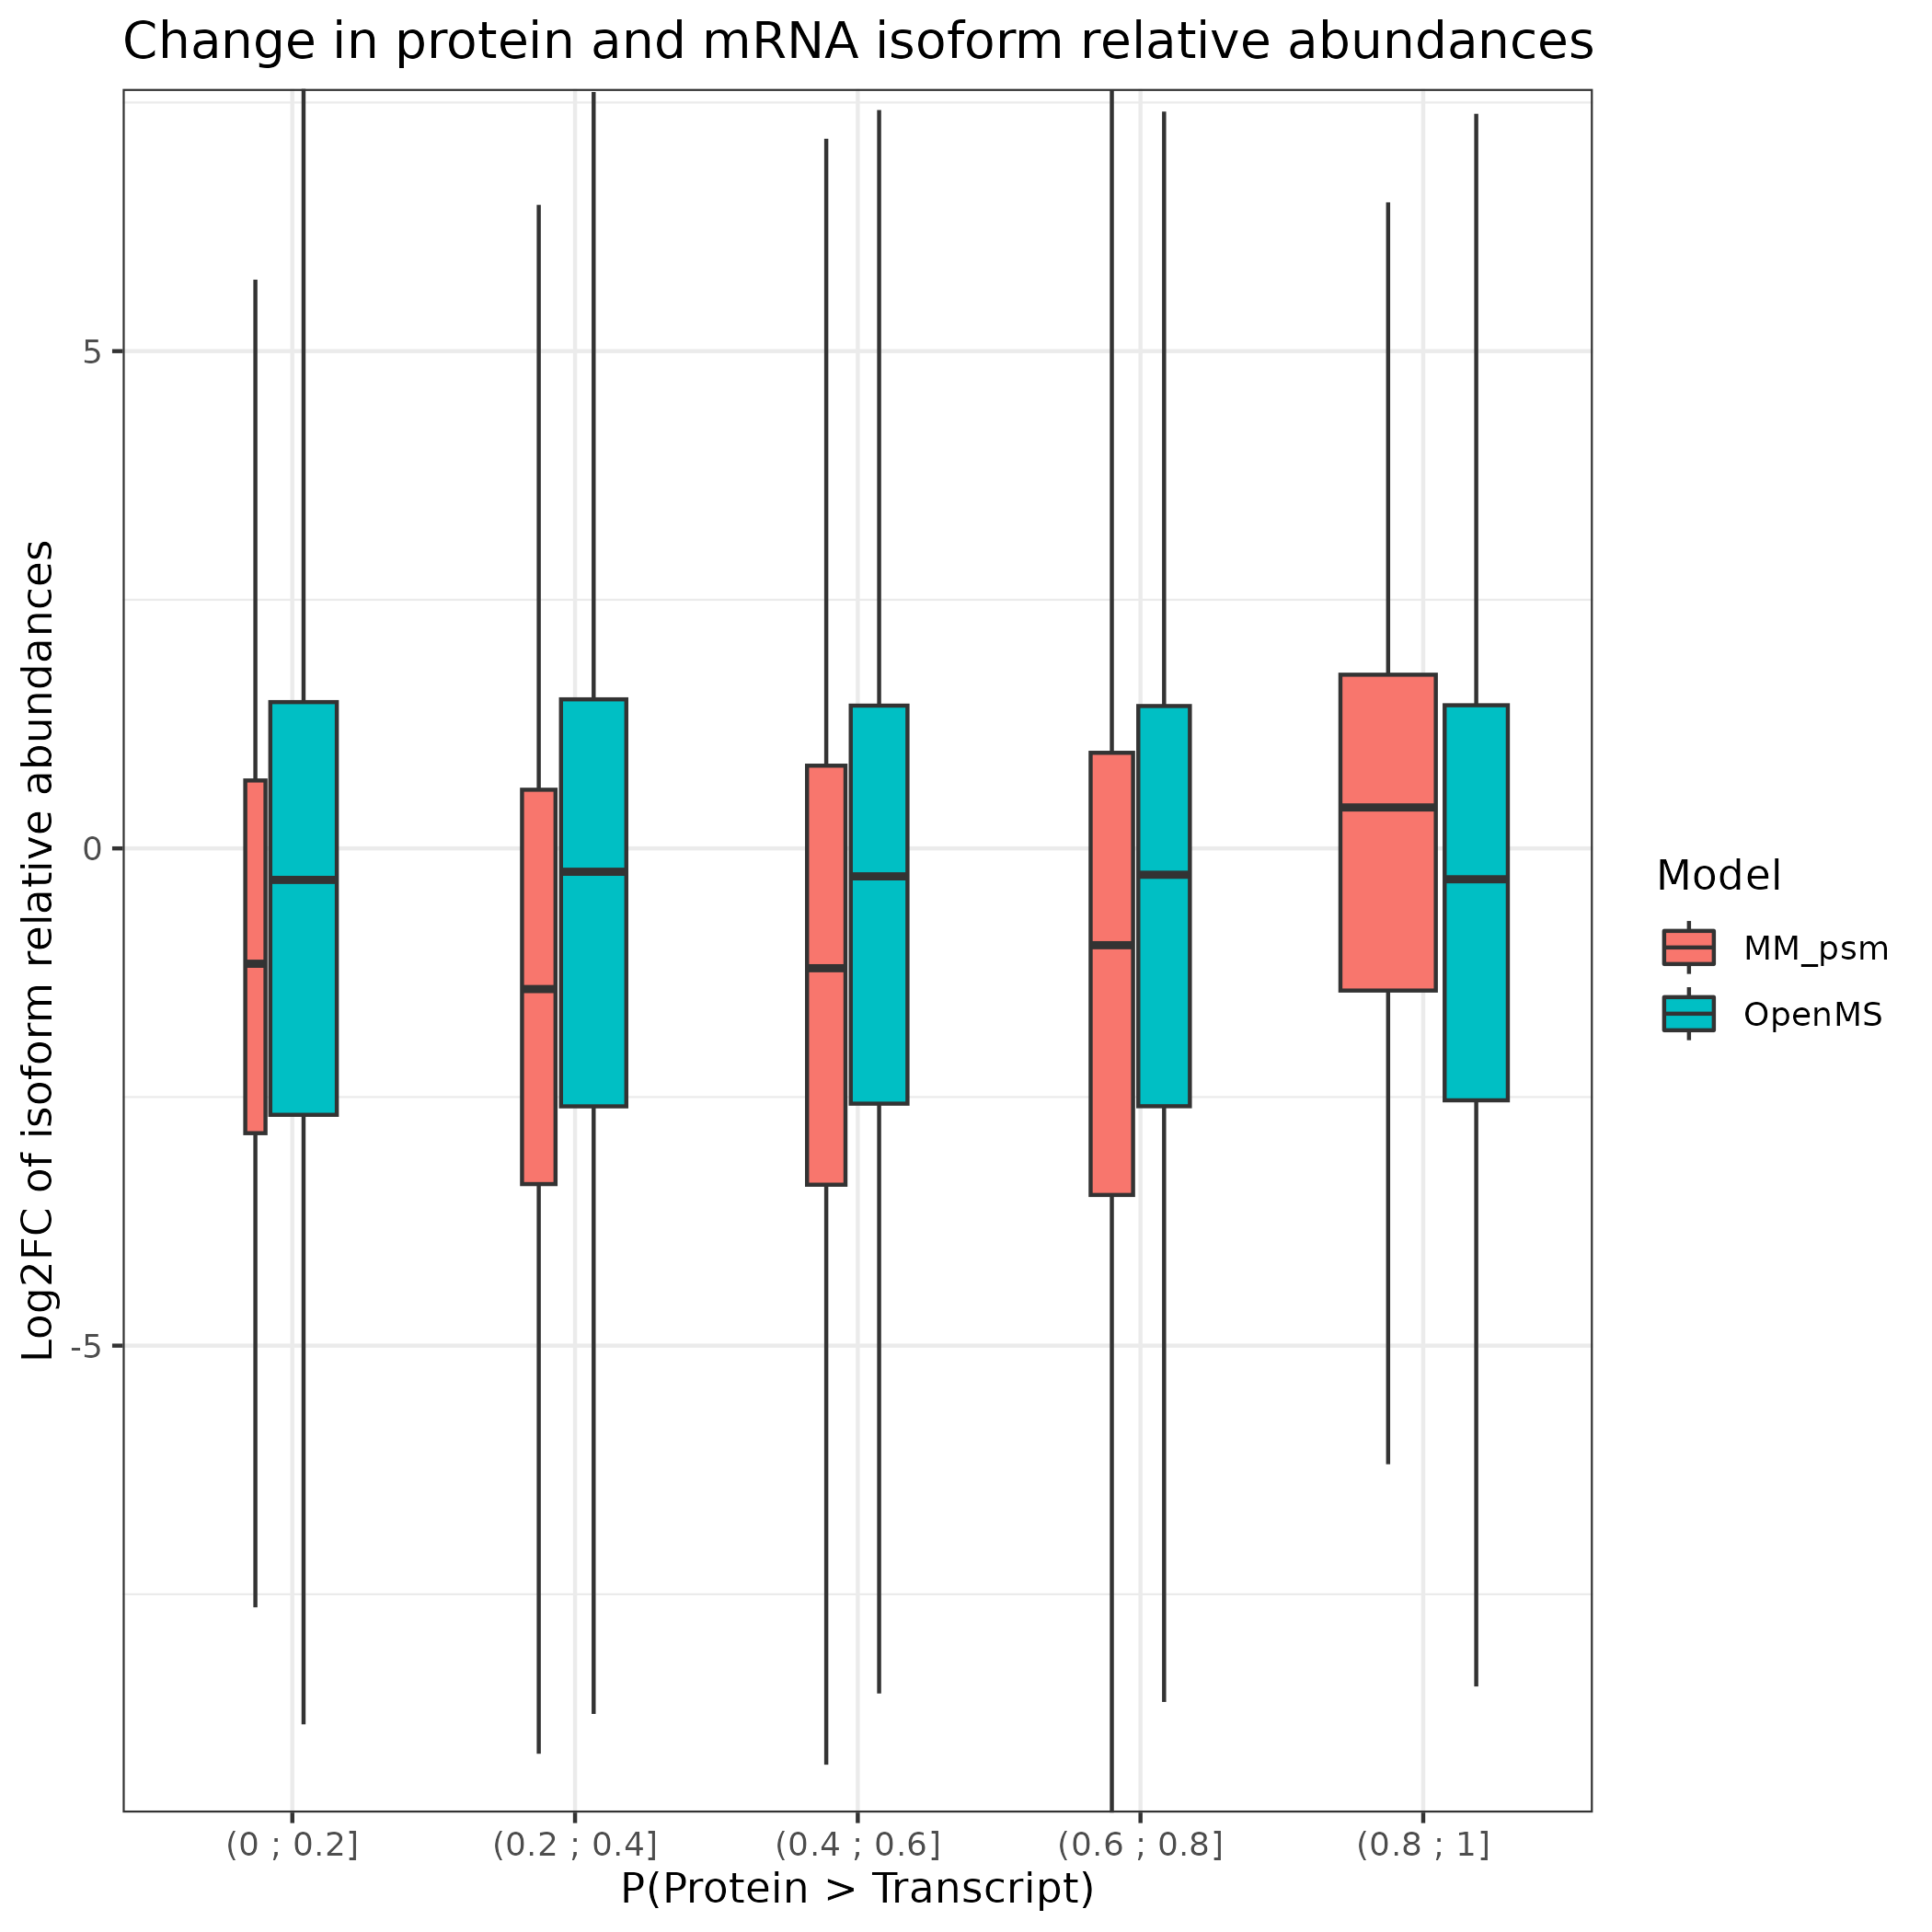 Change in protein and mRNA isoform relative abundances
Log2FC of isoform relative abundances
5
0
-5
(0 ; 0.2]
(0.2 ; 0.4]
(0.4 ; 0.6]
(0.6 ; 0.8]
(0.8 ; 1]
P(Protein > Transcript)
Model
MM_psm
OpenMS